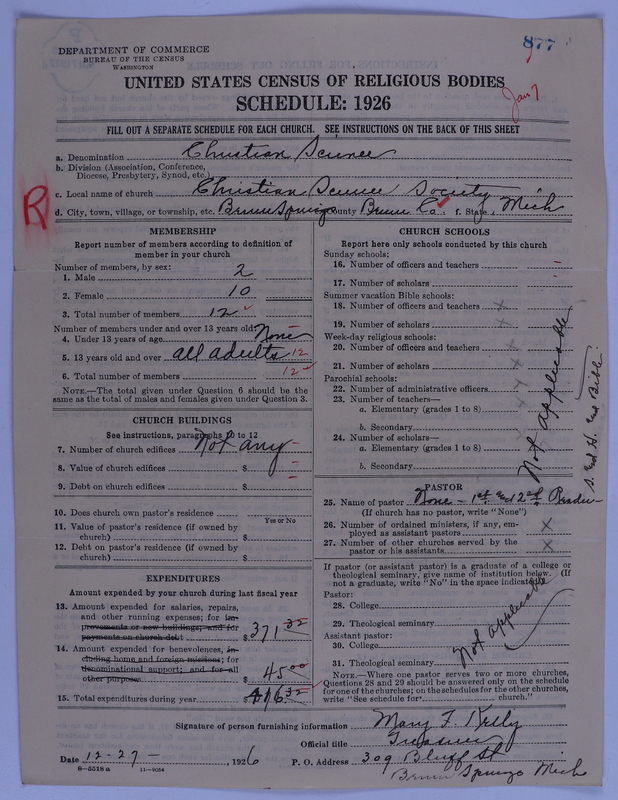 877
DEPARTMENT OF COMMERCE
BUREAU OF THE CENSUS
WASHINGTON
UNITED STATES CENSUS OF RELIGIOUS BODIES
SCHEDULE: 1926
Jan 7
FILL OUT A SEPARATE SCHEDULE FOR EACH CHURCH. SEE INSTRUCTIONS ON THE BACK OF THIS SHEET
a. Denomination Christian Science
b. Division (Association, Conference,
Diocese, Presbytery, Synod, etc.)
c. Local name of church Christian Science Society
R
d. City, town, village, or township, etc. Springs County Co. f. State Mich
MEMBERSHIP
Report number of members according to definition of
member in your church
Number of members, by sex:
1. Male 2
2. Female 10
3. Total number of members 12
Number of members under and over 13 years old:
4. Under 13 years of age None
5. 13 years old and over all adults 12
6. Total number of members 12
NOTE.—The total given under Question 6 should be
same as the total of males and females given under Question 3.
CHURCH BUILDINGS
See instructions, paragraphs 10 to 12
7. Number of church edifices Not any
8. Value of church edifices $
9. Debt on church edifices $
10. Does church own pastor's residence?
Yes or No
11. Value of pastor's residence (if owned by
church) $
12. Debt on pastor's residence (if owned by
church) $
EXPENDITURES
Amount expended by your church during last fiscal year
13. Amount expended for salaries, repairs,
and other running expenses; for im-
provements or new buildings; and for
payments on church debt $371 32
14. Amount expended for benevolences, in-
cluding home and foreign missions; for
denominational support; and for all
other purposes 45 00
15. Total expenditures during year $416 32
CHURCH SCHOOLS
Report here only schools conducted by this church
Sunday schools:
16. Number of officers and teachers –
17. Number of scholars
Summer vacation Bible schools:
18. Number of officers and teachers x
19. Number of scholars x
Week-day religious schools:
20. Number of officers and teachers x
21. Number of scholars x
Parochial schools:
22. Number of administrative officers
23. Number of teachers—
a. Elementary (grades 1 to 8)
b. Secondary
24. Number of scholars—
a. Elementary (grades 1 to 8)
b. Secondary
Not applicable
PASTOR
25. Name of pastor None – 1st and 2nd Reader
(If church has no pastor, write "None")
26. Number of ordained ministers, if any, em-
ployed as assistant pastors x
27. Number of other churches served by the
pastor or his assistants x
If pastor (or assistant pastor) is a graduate of a college or
theological seminary, give name of institution below. (If
not a graduate, write "No" in the space indicated)
Pastor:
28. College
29. Theological seminary
Assistant pastor:
30. College
31. Theological seminary
Not applicable
NOTE.—Where one pastor serves two or more churches,
Questions 28 and 29 should be answered only on the schedule
for one of the churches; on the schedules for the other churches,
write "See schedule for church."
Signature of person furnishing information Mary F. Kelly
Official title Treasurer
Date 12-27-, 1926 P. O. Address 309 Bluff St
Springs Mich
8-5518a 11-9054